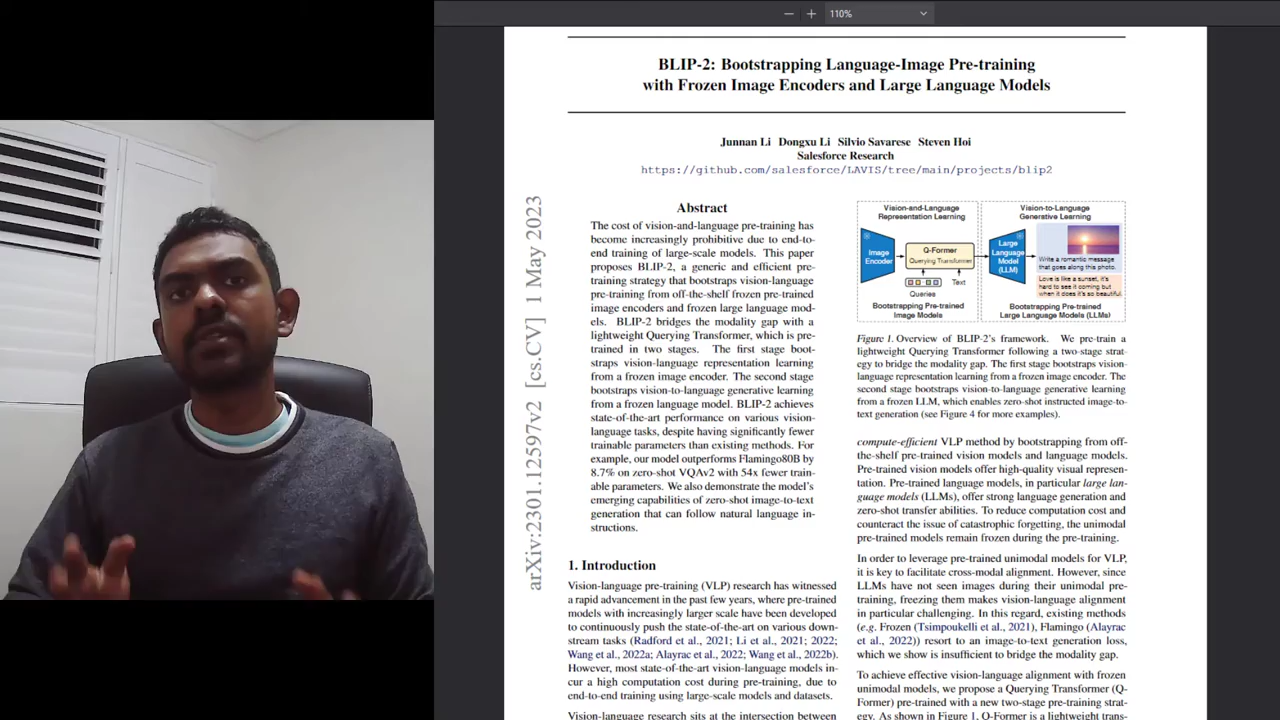 110%
BLIP-2: Bootstrapping Language-Image Pre-training
with Frozen Image Encoders and Large Language Models
Junnan Li Dongxu Li Silvio Savarese Steven Hoi
Salesforce Research
https://github.com/salesforce/LAVIS/tree/main/projects/blip2
arXiv:2301.12597v2 [cs.CV] 1 May 2023
Abstract
The cost of vision-and-language pre-training has
become increasingly prohibitive due to end-to-
end training of large-scale models. This paper
proposes BLIP-2, a generic and efficient pre-
training strategy that bootstraps vision-language
pre-training from off-the-shelf frozen pre-trained
image encoders and frozen large language mod-
els. BLIP-2 bridges the modality gap with a
lightweight Querying Transformer, which is pre-
trained in two stages. The first stage boot-
straps vision-language representation learning
from a frozen image encoder. The second stage
bootstraps vision-to-language generative learning
from a frozen language model. BLIP-2 achieves
state-of-the-art performance on various vision-
language tasks, despite having significantly fewer
trainable parameters than existing methods. For
example, our model outperforms Flamingo80B by
8.7% on zero-shot VQAv2 with 54x fewer train-
able parameters. We also demonstrate the model's
emerging capabilities of zero-shot image-to-text
generation that can follow natural language in-
structions.
1. Introduction
Vision-language pre-training (VLP) research has witnessed
a rapid advancement in the past few years, where pre-trained
models with increasingly larger scale have been developed
to continuously push the state-of-the-art on various down-
stream tasks (Radford et al., 2021; Li et al., 2021; 2022;
Wang et al., 2022a; Alayrac et al., 2022; Wang et al., 2022b).
However, most state-of-the-art vision-language models in-
cur a high computation cost during pre-training, due to
end-to-end training using large-scale models and datasets.
Vision-language research sits at the intersection between
Vision-and-Language
Representation Learning
Vision-to-Language
Generative Learning
Image
Encoder
Q-Former
Querying Transformer
Queries
Text
Large
Language
Model
(LLM)
Write a romantic message
that goes along this photo.
Love is like a sunset, it's
hard to see it coming but
when it does it's so beautiful.
Bootstrapping Pre-trained
Image Models
Bootstrapping Pre-trained
Large Language Models (LLMs)
Figure 1. Overview of BLIP-2's framework. We pre-train a
lightweight Querying Transformer following a two-stage strat-
egy to bridge the modality gap. The first stage bootstraps vision-
language representation learning from a frozen image encoder. The
second stage bootstraps vision-to-language generative learning
from a frozen LLM, which enables zero-shot instructed image-to-
text generation (see Figure 4 for more examples).
compute-efficient VLP method by bootstrapping from off-
the-shelf pre-trained vision models and language models.
Pre-trained vision models offer high-quality visual represen-
tation. Pre-trained language models, in particular large lan-
guage models (LLMs), offer strong language generation and
zero-shot transfer abilities. To reduce computation cost and
counteract the issue of catastrophic forgetting, the unimodal
pre-trained models remain frozen during the pre-training.
In order to leverage pre-trained unimodal models for VLP,
it is key to facilitate cross-modal alignment. However, since
LLMs have not seen images during their unimodal pre-
training, freezing them makes vision-language alignment
in particular challenging. In this regard, existing methods
(e.g. Frozen (Tsimpoukelli et al., 2021), Flamingo (Alayrac
et al., 2022)) resort to an image-to-text generation loss,
which we show is insufficient to bridge the modality gap.
To achieve effective vision-language alignment with frozen
unimodal models, we propose a Querying Transformer (Q-
Former) pre-trained with a new two-stage pre-training strat-
egy. As shown in Figure 1, Q-Former is a lightweight trans-